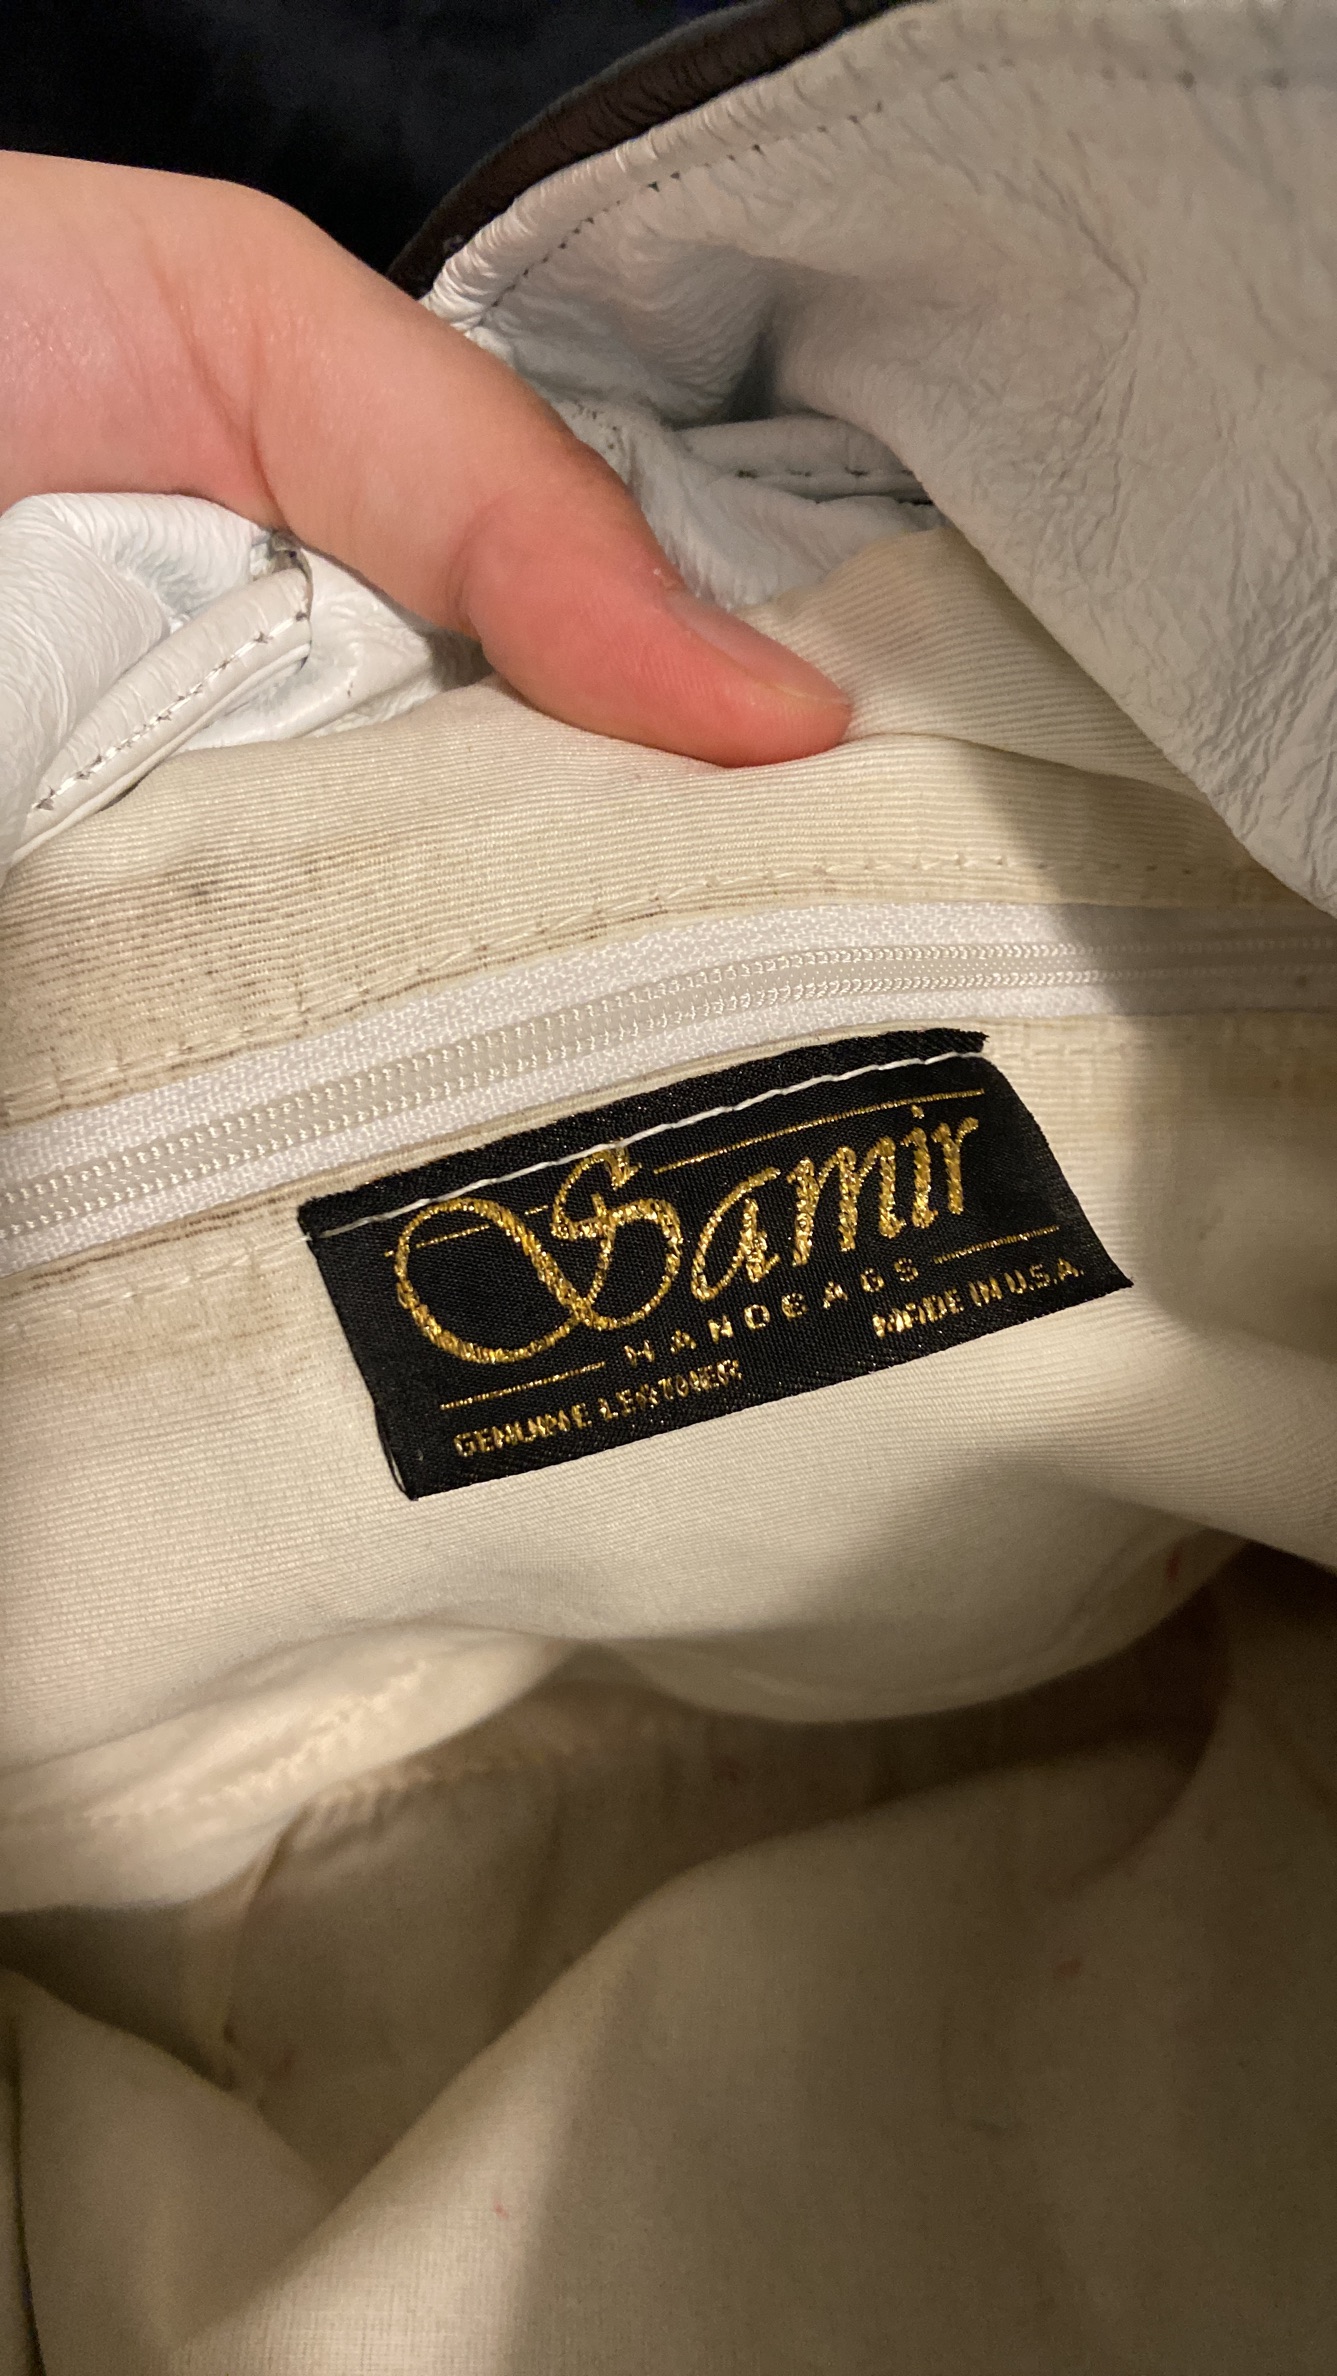 Samir
HANDBAGS
GENUINE LEATHER MADE IN U.S.A.